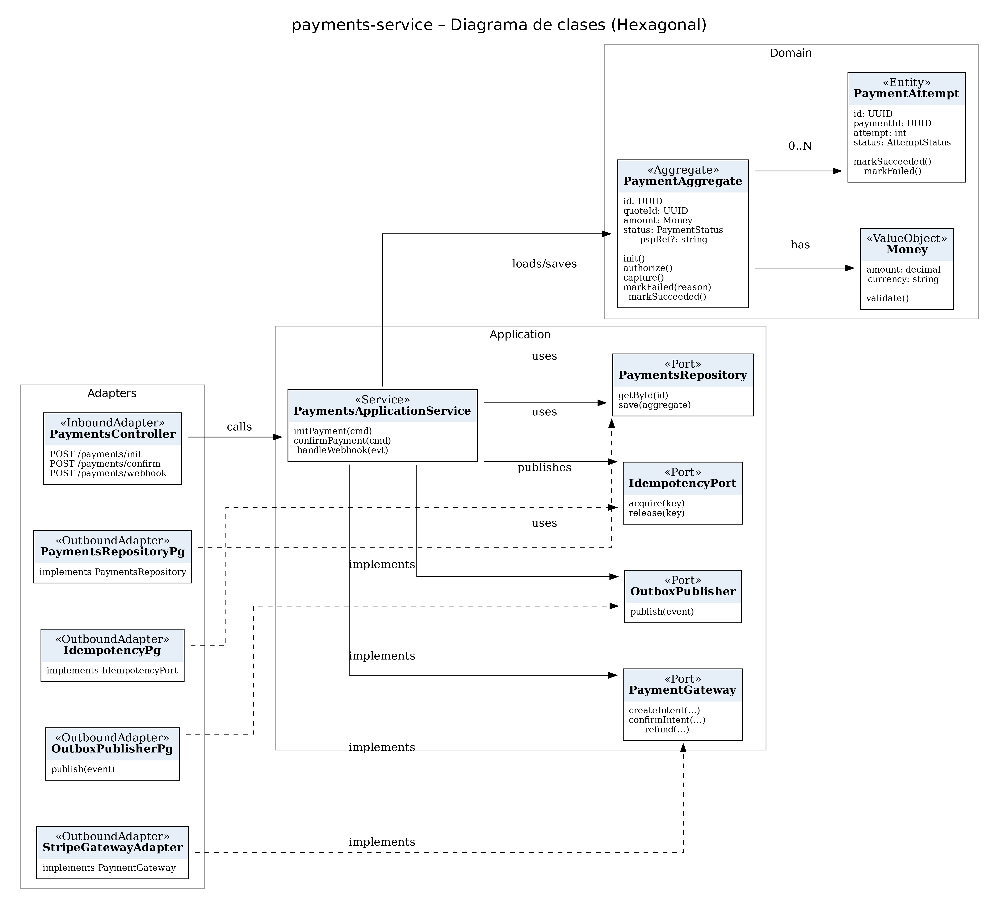 payments-service – Diagrama de clases (Hexagonal)
Domain
«Entity»
PaymentAttempt
id: UUID
paymentId: UUID
attempt: int
status: AttemptStatus
markSucceeded()
markFailed()
0..N
«Aggregate»
PaymentAggregate
id: UUID
quoteId: UUID
amount: Money
status: PaymentStatus
pspRef?: string
init()
authorize()
capture()
markFailed(reason)
markSucceeded()
has
«ValueObject»
Money
amount: decimal
currency: string
validate()
loads/saves
Application
uses
«Port»
PaymentsRepository
getById(id)
save(aggregate)
«Service»
PaymentsApplicationService
initPayment(cmd)
confirmPayment(cmd)
handleWebhook(evt)
uses
publishes
«Port»
IdempotencyPort
acquire(key)
release(key)
uses
implements
«Port»
OutboxPublisher
publish(event)
implements
«Port»
PaymentGateway
createIntent(...)
confirmIntent(...)
refund(...)
implements
implements
Adapters
«InboundAdapter»
PaymentsController
POST /payments/init
POST /payments/confirm
POST /payments/webhook
calls
«OutboundAdapter»
PaymentsRepositoryPg
implements PaymentsRepository
«OutboundAdapter»
IdempotencyPg
implements IdempotencyPort
«OutboundAdapter»
OutboxPublisherPg
publish(event)
«OutboundAdapter»
StripeGatewayAdapter
implements PaymentGateway